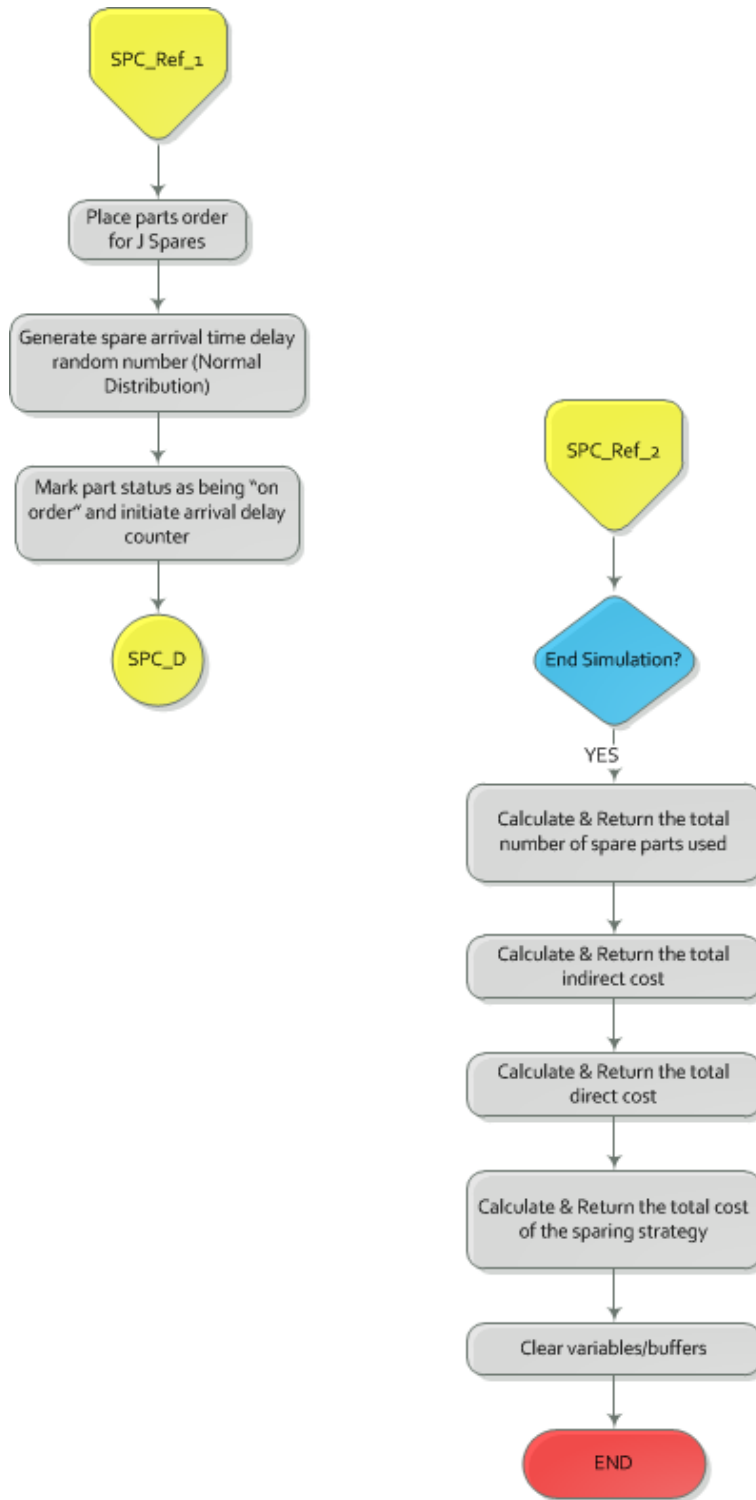 SPC_Ref_1
Place parts order
for J Spares
Generate spare arrival time delay
random number (Normal
Distribution)
Mark part status as being "on
order" and initiate arrival delay
counter
SPC_D
SPC_Ref_2
End Simulation?
YES
Calculate & Return the total
number of spare parts used
Calculate & Return the total
indirect cost
Calculate & Return the total
direct cost
Calculate & Return the total cost
of the sparing strategy
Clear variables/buffers
END